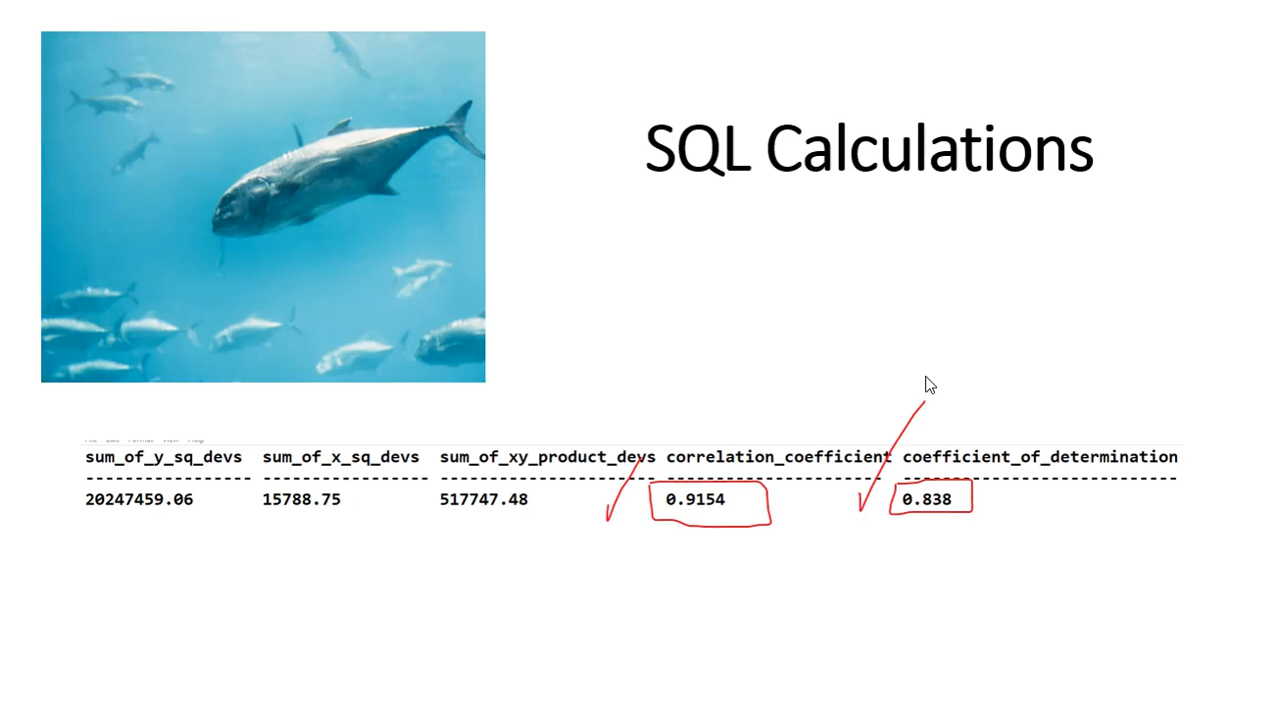 SQL Calculations
sum_of_y_sq_devs sum_of_x_sq_devs sum_of_xy_product_devs correlation_coefficient coefficient_of_determination
---------------- ---------------- ---------------------- ----------------------- ----------------------------
20247459.06 15788.75 517747.48 0.9154 0.838